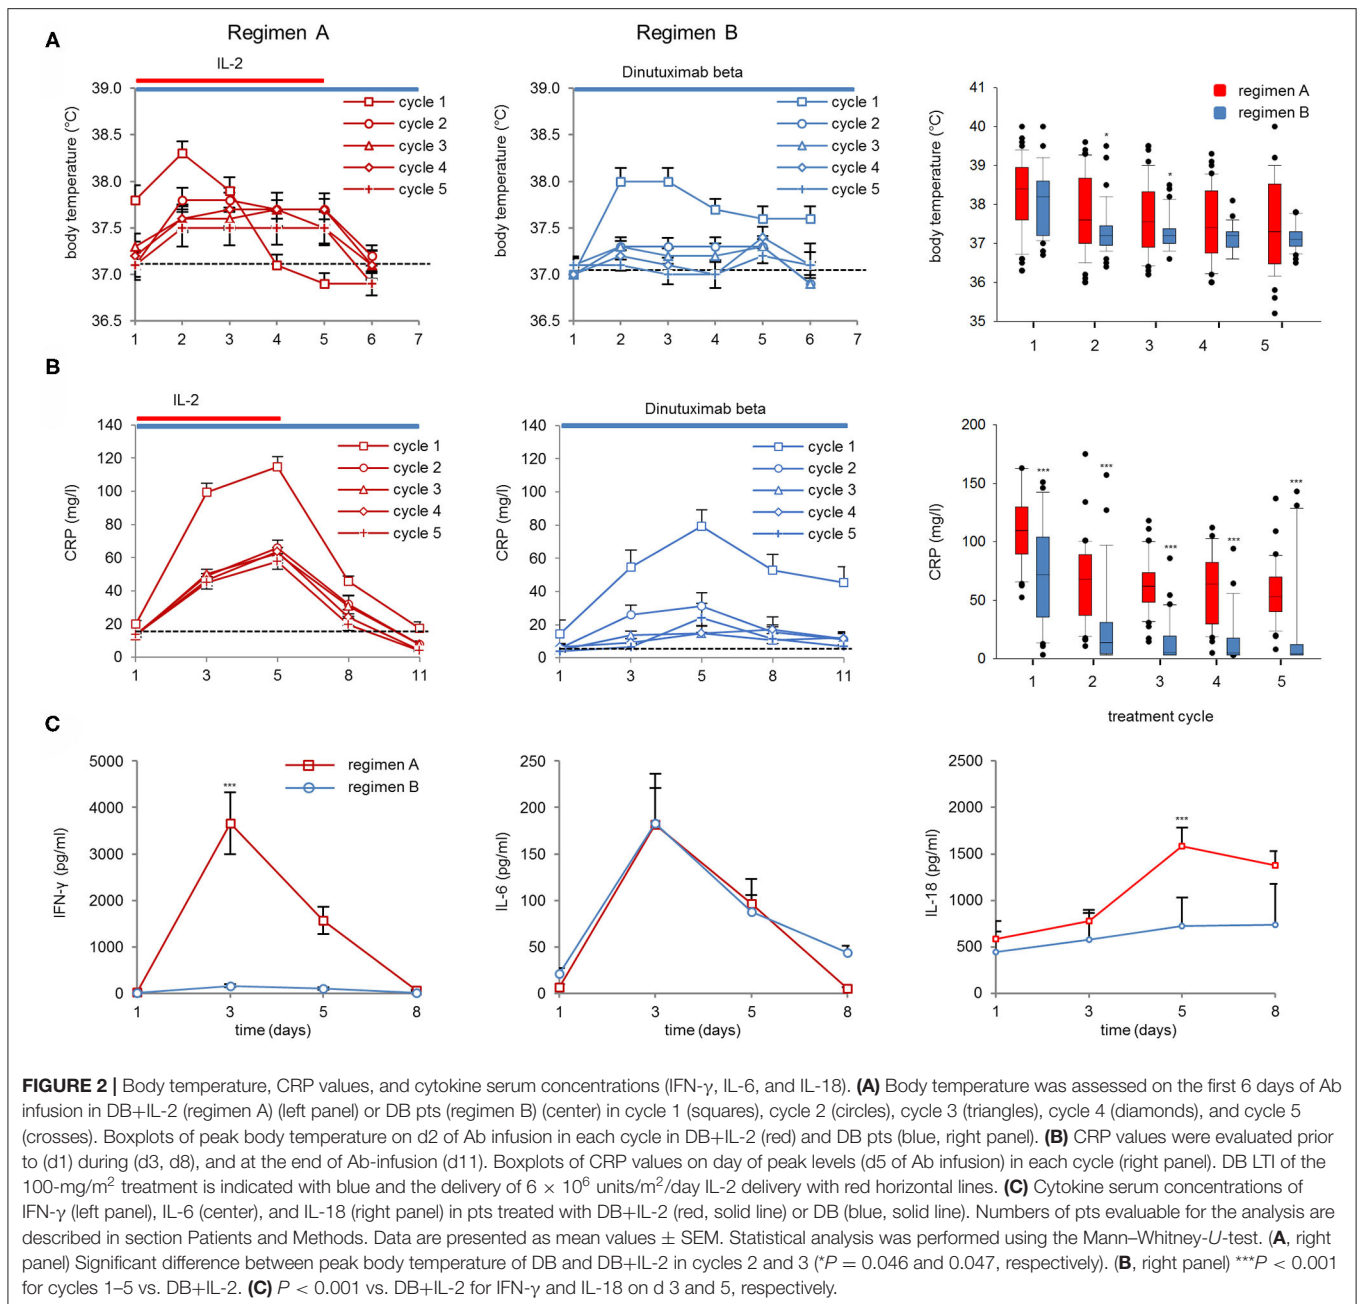 A
Regimen A
Regimen B
IL-2
Dinutuximab beta
body temperature (°C)
39.0
38.5
38.0
37.5
37.0
36.5
1 2 3 4 5 6 7
cycle 1
cycle 2
cycle 3
cycle 4
cycle 5
body temperature (°C)
39.0
38.5
38.0
37.5
37.0
36.5
1 2 3 4 5 6 7
cycle 1
cycle 2
cycle 3
cycle 4
cycle 5
body temperature (°C)
41
40
39
38
37
36
35
1 2 3 4 5
regimen A
regimen B
*
*
B
IL-2
Dinutuximab beta
CRP (mg/l)
140
120
100
80
60
40
20
0
1 3 5 8 11
cycle 1
cycle 2
cycle 3
cycle 4
cycle 5
CRP (mg/l)
140
120
100
80
60
40
20
0
1 3 5 8 11
cycle 1
cycle 2
cycle 3
cycle 4
cycle 5
CRP (mg/l)
200
150
100
50
0
*** *** *** *** ***
1 2 3 4 5
treatment cycle
C
IFN-γ (pg/ml)
5000
4000
3000
2000
1000
0
***
regimen A
regimen B
1 3 5 8
time (days)
IL-6 (pg/ml)
250
200
150
100
50
0
1 3 5 8
time (days)
IL-18 (pg/ml)
2500
2000
1500
1000
500
0
***
1 3 5 8
time (days)
FIGURE 2 | Body temperature, CRP values, and cytokine serum concentrations (IFN-γ, IL-6, and IL-18). (A) Body temperature was assessed on the first 6 days of Ab
infusion in DB+IL-2 (regimen A) (left panel) or DB pts (regimen B) (center) in cycle 1 (squares), cycle 2 (circles), cycle 3 (triangles), cycle 4 (diamonds), and cycle 5
(crosses). Boxplots of peak body temperature on d2 of Ab infusion in each cycle in DB+IL-2 (red) and DB pts (blue, right panel). (B) CRP values were evaluated prior
to (d1) during (d3, d8), and at the end of Ab-infusion (d11). Boxplots of CRP values on day of peak levels (d5 of Ab infusion) in each cycle (right panel). DB LTI of the
100-mg/m² treatment is indicated with blue and the delivery of 6 × 10⁶ units/m²/day IL-2 delivery with red horizontal lines. (C) Cytokine serum concentrations of
IFN-γ (left panel), IL-6 (center), and IL-18 (right panel) in pts treated with DB+IL-2 (red, solid line) or DB (blue, solid line). Numbers of pts evaluable for the analysis are
described in section Patients and Methods. Data are presented as mean values ± SEM. Statistical analysis was performed using the Mann–Whitney-U-test. (A, right
panel) Significant difference between peak body temperature of DB and DB+IL-2 in cycles 2 and 3 (*P = 0.046 and 0.047, respectively). (B, right panel) ***P < 0.001
for cycles 1–5 vs. DB+IL-2. (C) P < 0.001 vs. DB+IL-2 for IFN-γ and IL-18 on d 3 and 5, respectively.